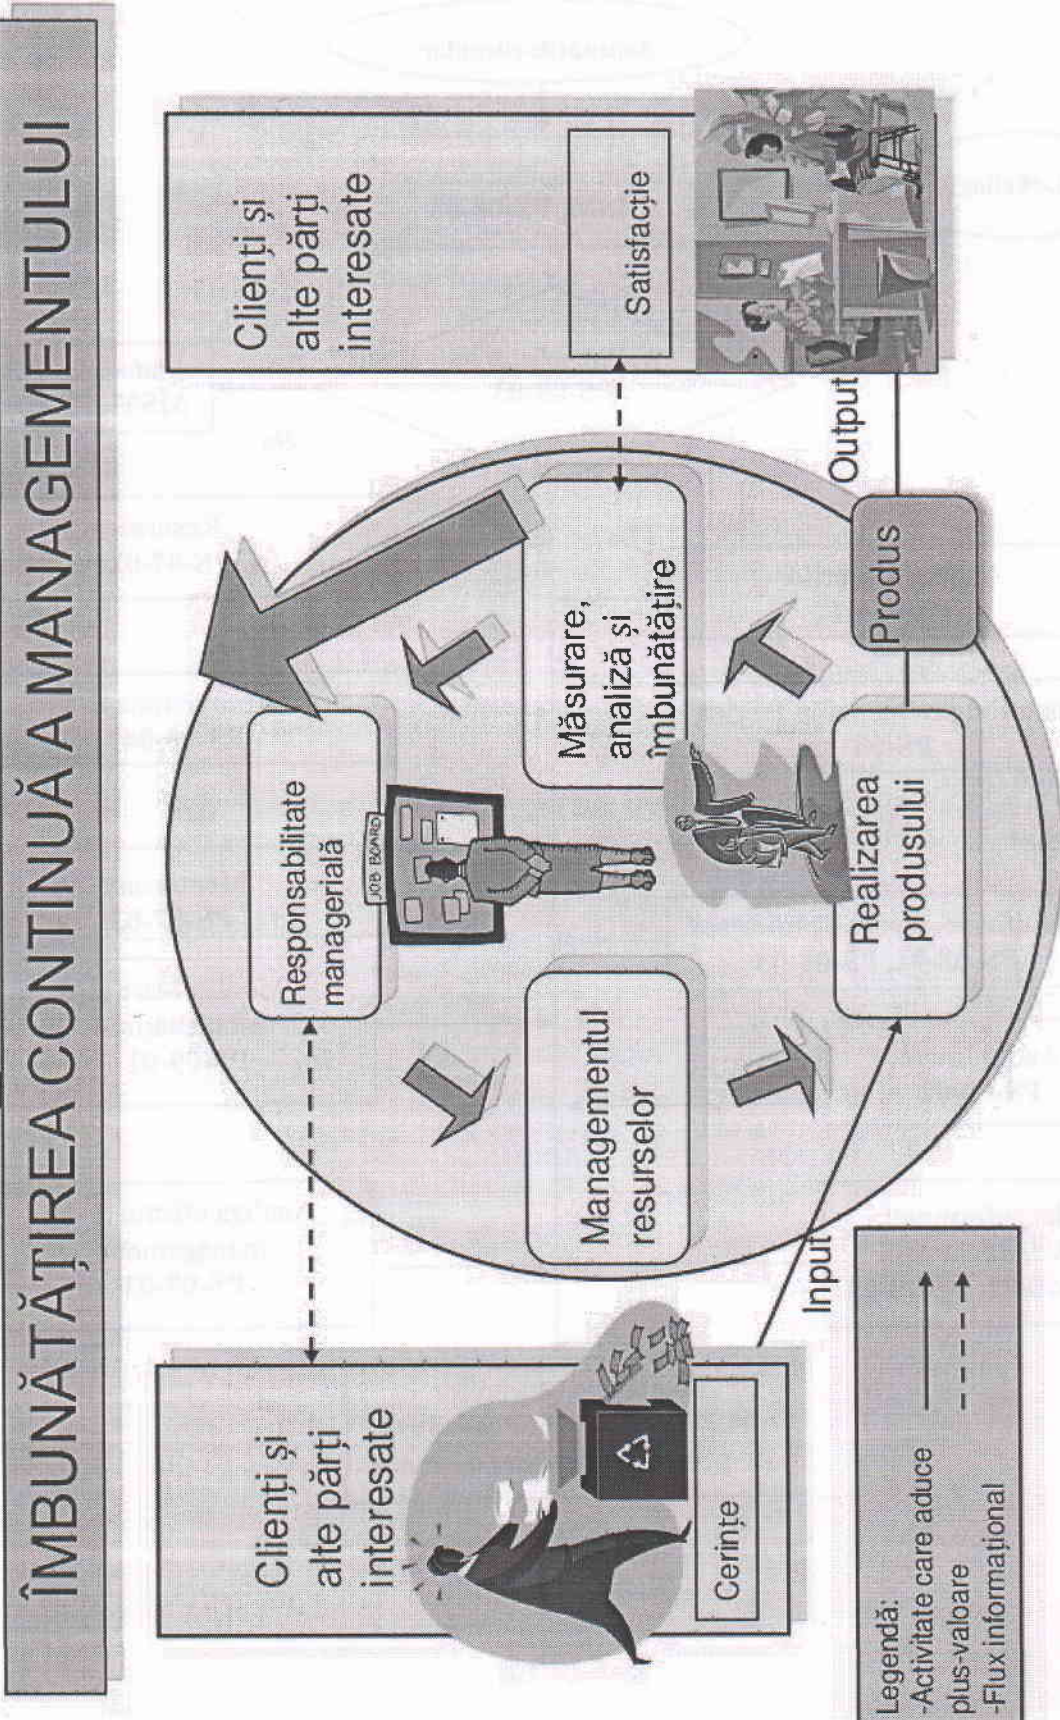 ÎMBUNĂTĂȚIREA CONTINUĂ A MANAGEMENTULUI
Clienți și
alte părți
interesate
Cerințe
Responsabilitate
managerială
JOB BOARD
Managementul
resurselor
Măsurare,
analiză și
îmbunătățire
Realizarea
produsului
Input
Produs
Output
Clienți și
alte părți
interesate
Satisfacție
Legendă:
-Activitate care aduce
plus-valoare
-Flux informațional